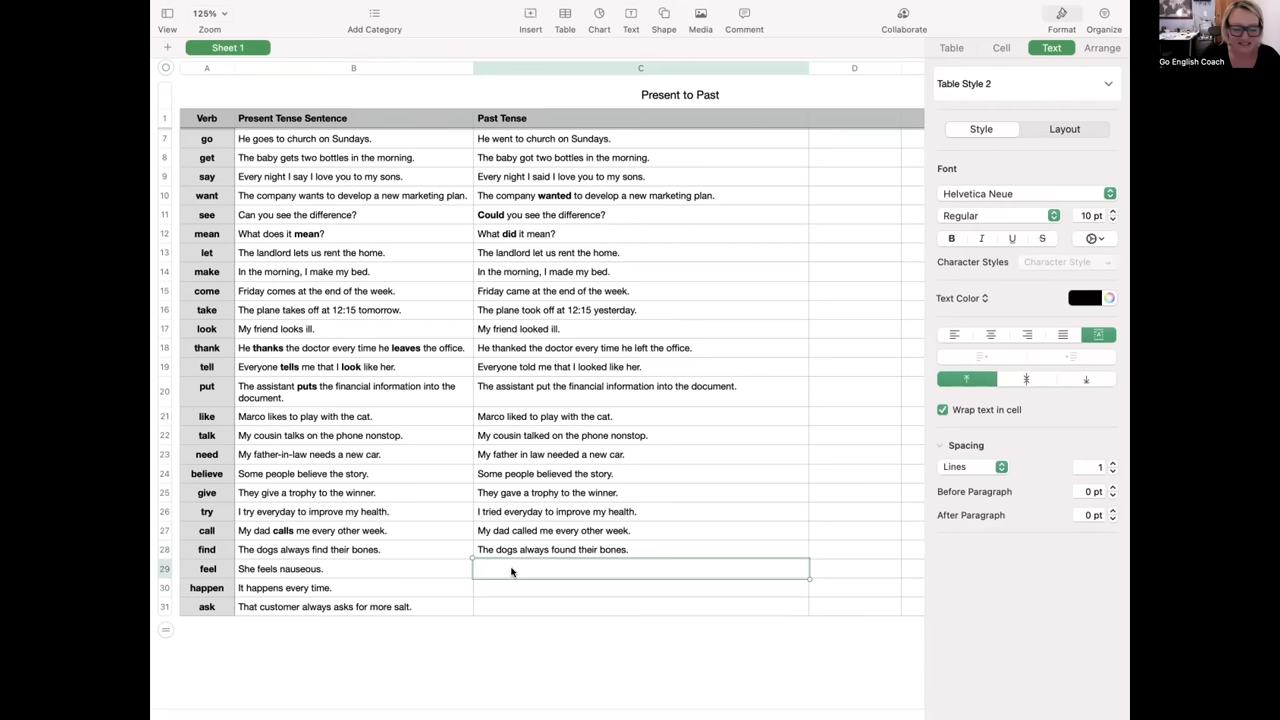 125%
View
Zoom
Add Category
Insert
Table
Chart
Text
Shape
Media
Comment
Collaborate
Format
Organize
Go English Coach
Sheet 1
Table
Cell
Text
Arrange
A
B
C
D
Present to Past
1
Verb
Present Tense Sentence
Past Tense
7
go
He goes to church on Sundays.
He went to church on Sundays.
8
get
The baby gets two bottles in the morning.
The baby got two bottles in the morning.
9
say
Every night I say I love you to my sons.
Every night I said I love you to my sons.
10
want
The company wants to develop a new marketing plan.
The company wanted to develop a new marketing plan.
11
see
Can you see the difference?
Could you see the difference?
12
mean
What does it mean?
What did it mean?
13
let
The landlord lets us rent the home.
The landlord let us rent the home.
14
make
In the morning, I make my bed.
In the morning, I made my bed.
15
come
Friday comes at the end of the week.
Friday came at the end of the week.
16
take
The plane takes off at 12:15 tomorrow.
The plane took off at 12:15 yesterday.
17
look
My friend looks ill.
My friend looked ill.
18
thank
He thanks the doctor every time he leaves the office.
He thanked the doctor every time he left the office.
19
tell
Everyone tells me that I look like her.
Everyone told me that I looked like her.
20
put
The assistant puts the financial information into the
document.
The assistant put the financial information into the document.
21
like
Marco likes to play with the cat.
Marco liked to play with the cat.
22
talk
My cousin talks on the phone nonstop.
My cousin talked on the phone nonstop.
23
need
My father-in-law needs a new car.
My father in law needed a new car.
24
believe
Some people believe the story.
Some people believed the story.
25
give
They give a trophy to the winner.
They gave a trophy to the winner.
26
try
I try everyday to improve my health.
I tried everyday to improve my health.
27
call
My dad calls me every other week.
My dad called me every other week.
28
find
The dogs always find their bones.
The dogs always found their bones.
29
feel
She feels nauseous.
30
happen
It happens every time.
31
ask
That customer always asks for more salt.
Table Style 2
Style
Layout
Font
Helvetica Neue
Regular
10 pt
B I U S
Character Styles
Character Style
Text Color
Wrap text in cell
Spacing
Lines
1
Before Paragraph
0 pt
After Paragraph
0 pt